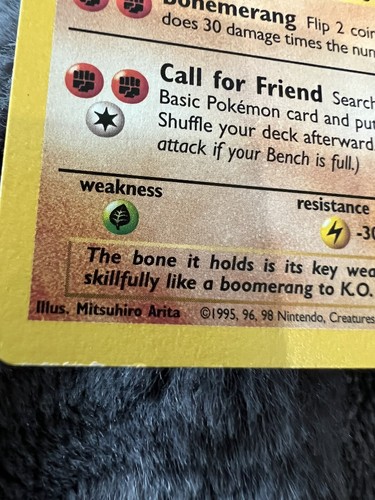 Bonemerang Flip 2 coin
does 30 damage times the num
Call for Friend Search
Basic Pokémon card and put
Shuffle your deck afterward
attack if your Bench is full.)
weakness
resistance
-30
The bone it holds is its key wea
skillfully like a boomerang to K.O.
Illus. Mitsuhiro Arita ©1995, 96, 98 Nintendo, Creatures